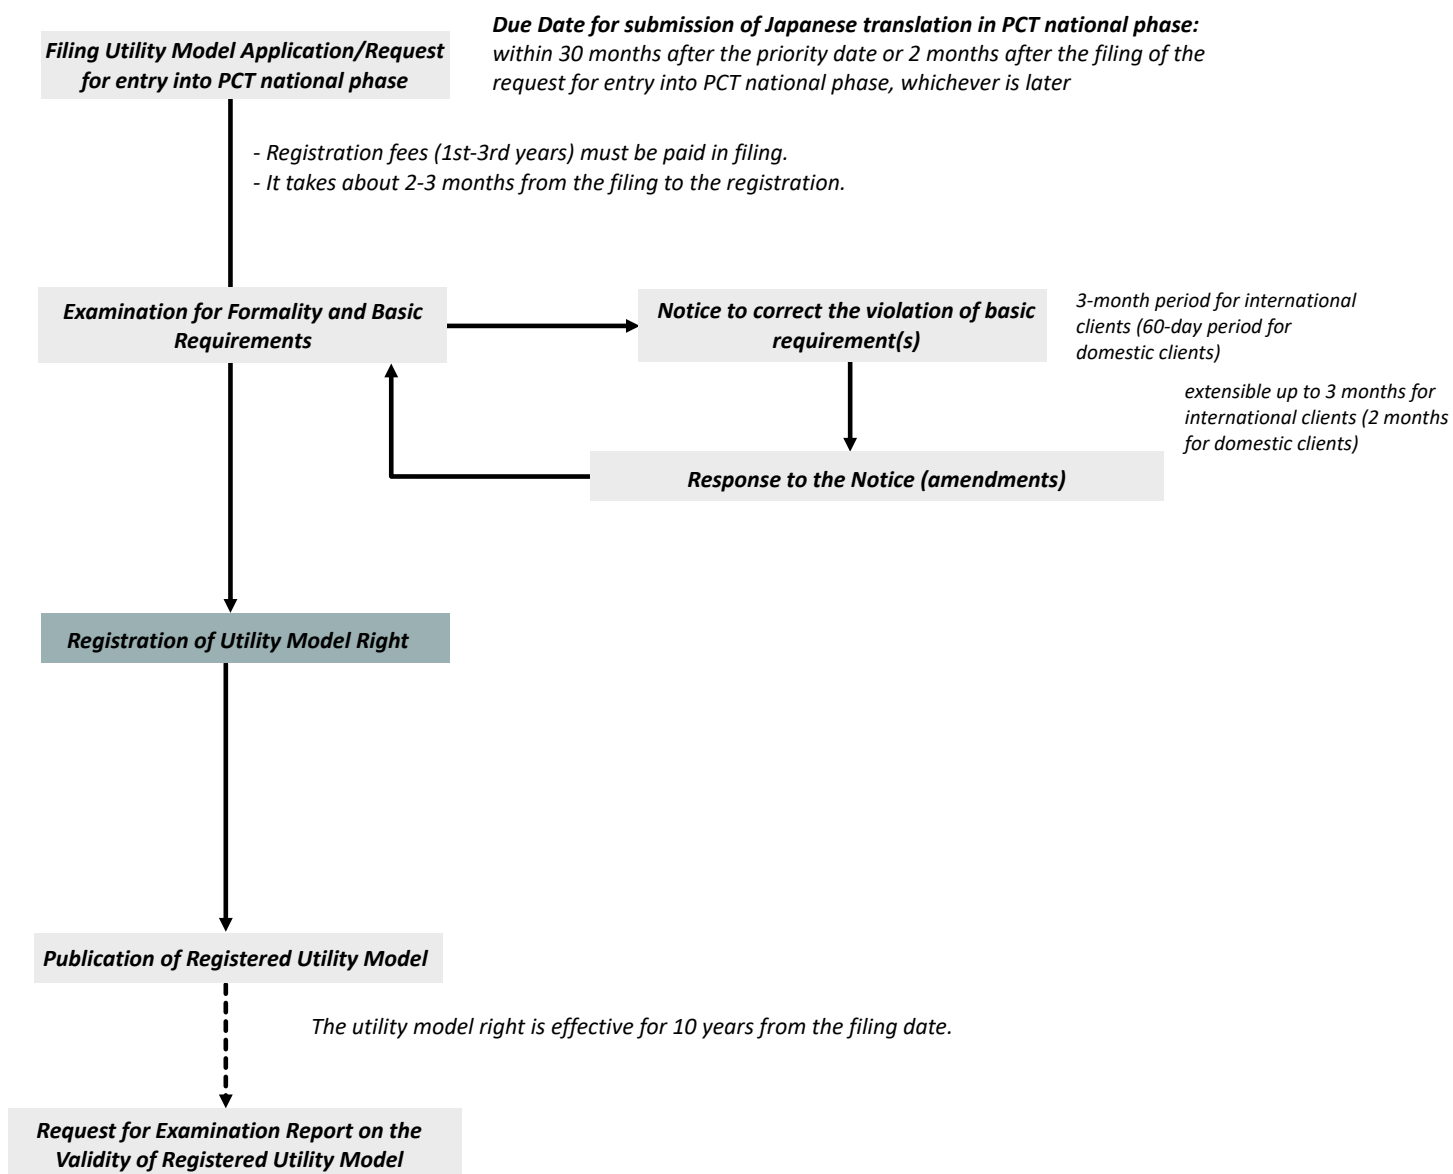 Filing Utility Model Application/Request
for entry into PCT national phase
Due Date for submission of Japanese translation in PCT national phase:
within 30 months after the priority date or 2 months after the filing of the
request for entry into PCT national phase, whichever is later
- Registration fees (1st-3rd years) must be paid in filing.
- It takes about 2-3 months from the filing to the registration.
Examination for Formality and Basic
Requirements
Notice to correct the violation of basic
requirement(s)
3-month period for international
clients (60-day period for
domestic clients)
extensible up to 3 months for
international clients (2 months
for domestic clients)
Response to the Notice (amendments)
Registration of Utility Model Right
Publication of Registered Utility Model
The utility model right is effective for 10 years from the filing date.
Request for Examination Report on the
Validity of Registered Utility Model